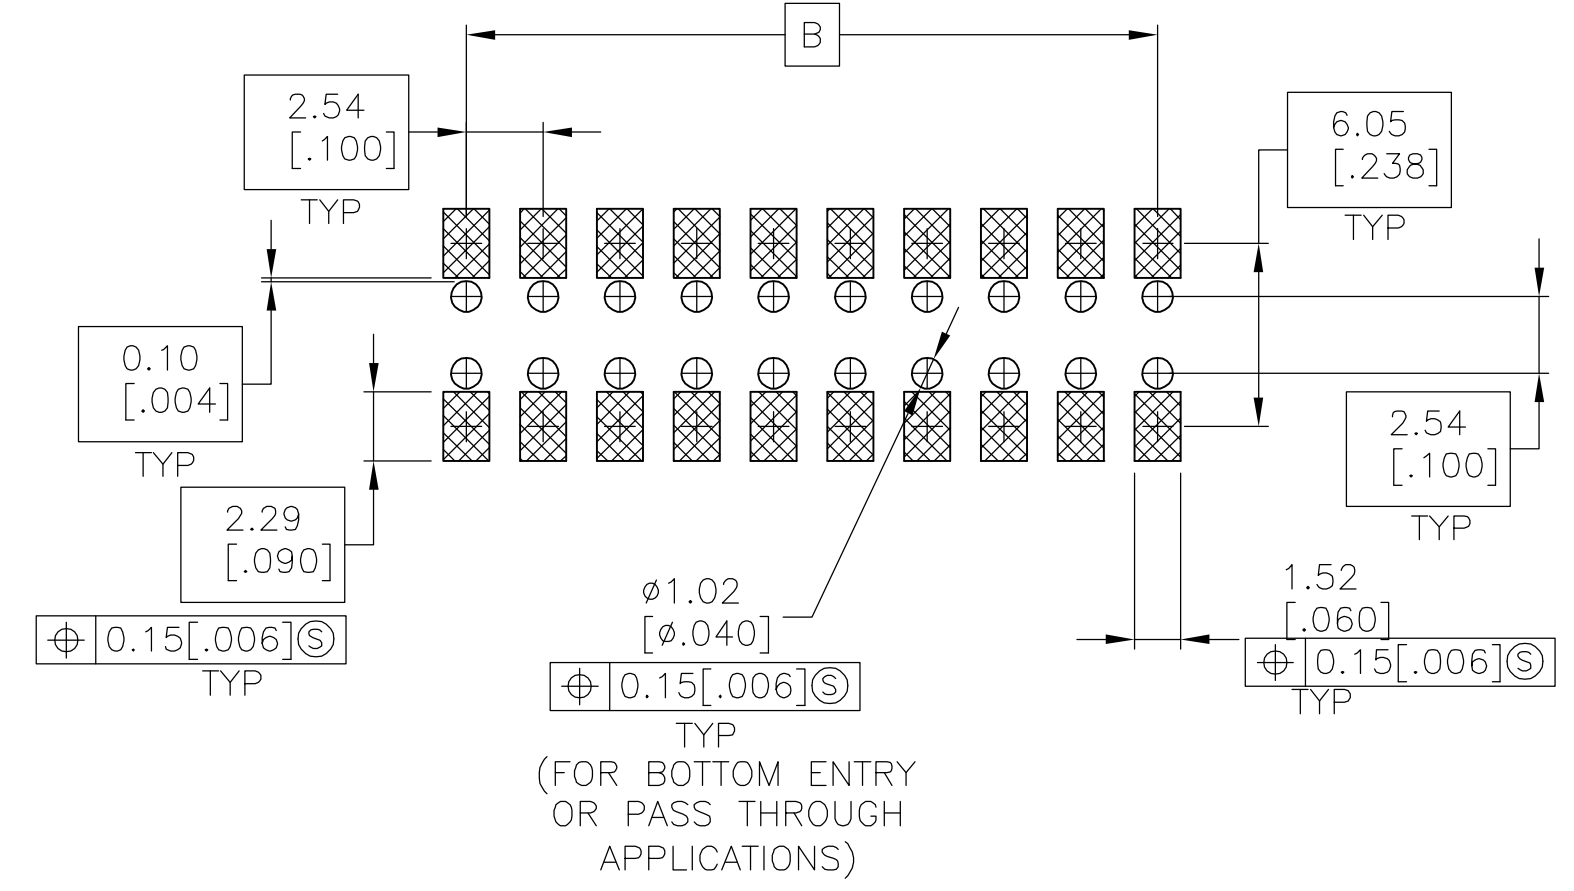 B
2.54
[.100]
TYP
6.05
[.238]
TYP
0.10
[.004]
TYP
2.54
[.100]
TYP
2.29
[.090]
⌖ 0.15[.006]Ⓢ
TYP
ø1.02
[ø.040]
⌖ 0.15[.006]Ⓢ
TYP
(FOR BOTTOM ENTRY
OR PASS THROUGH
APPLICATIONS)
1.52
[.060]
⌖ 0.15[.006]Ⓢ
TYP